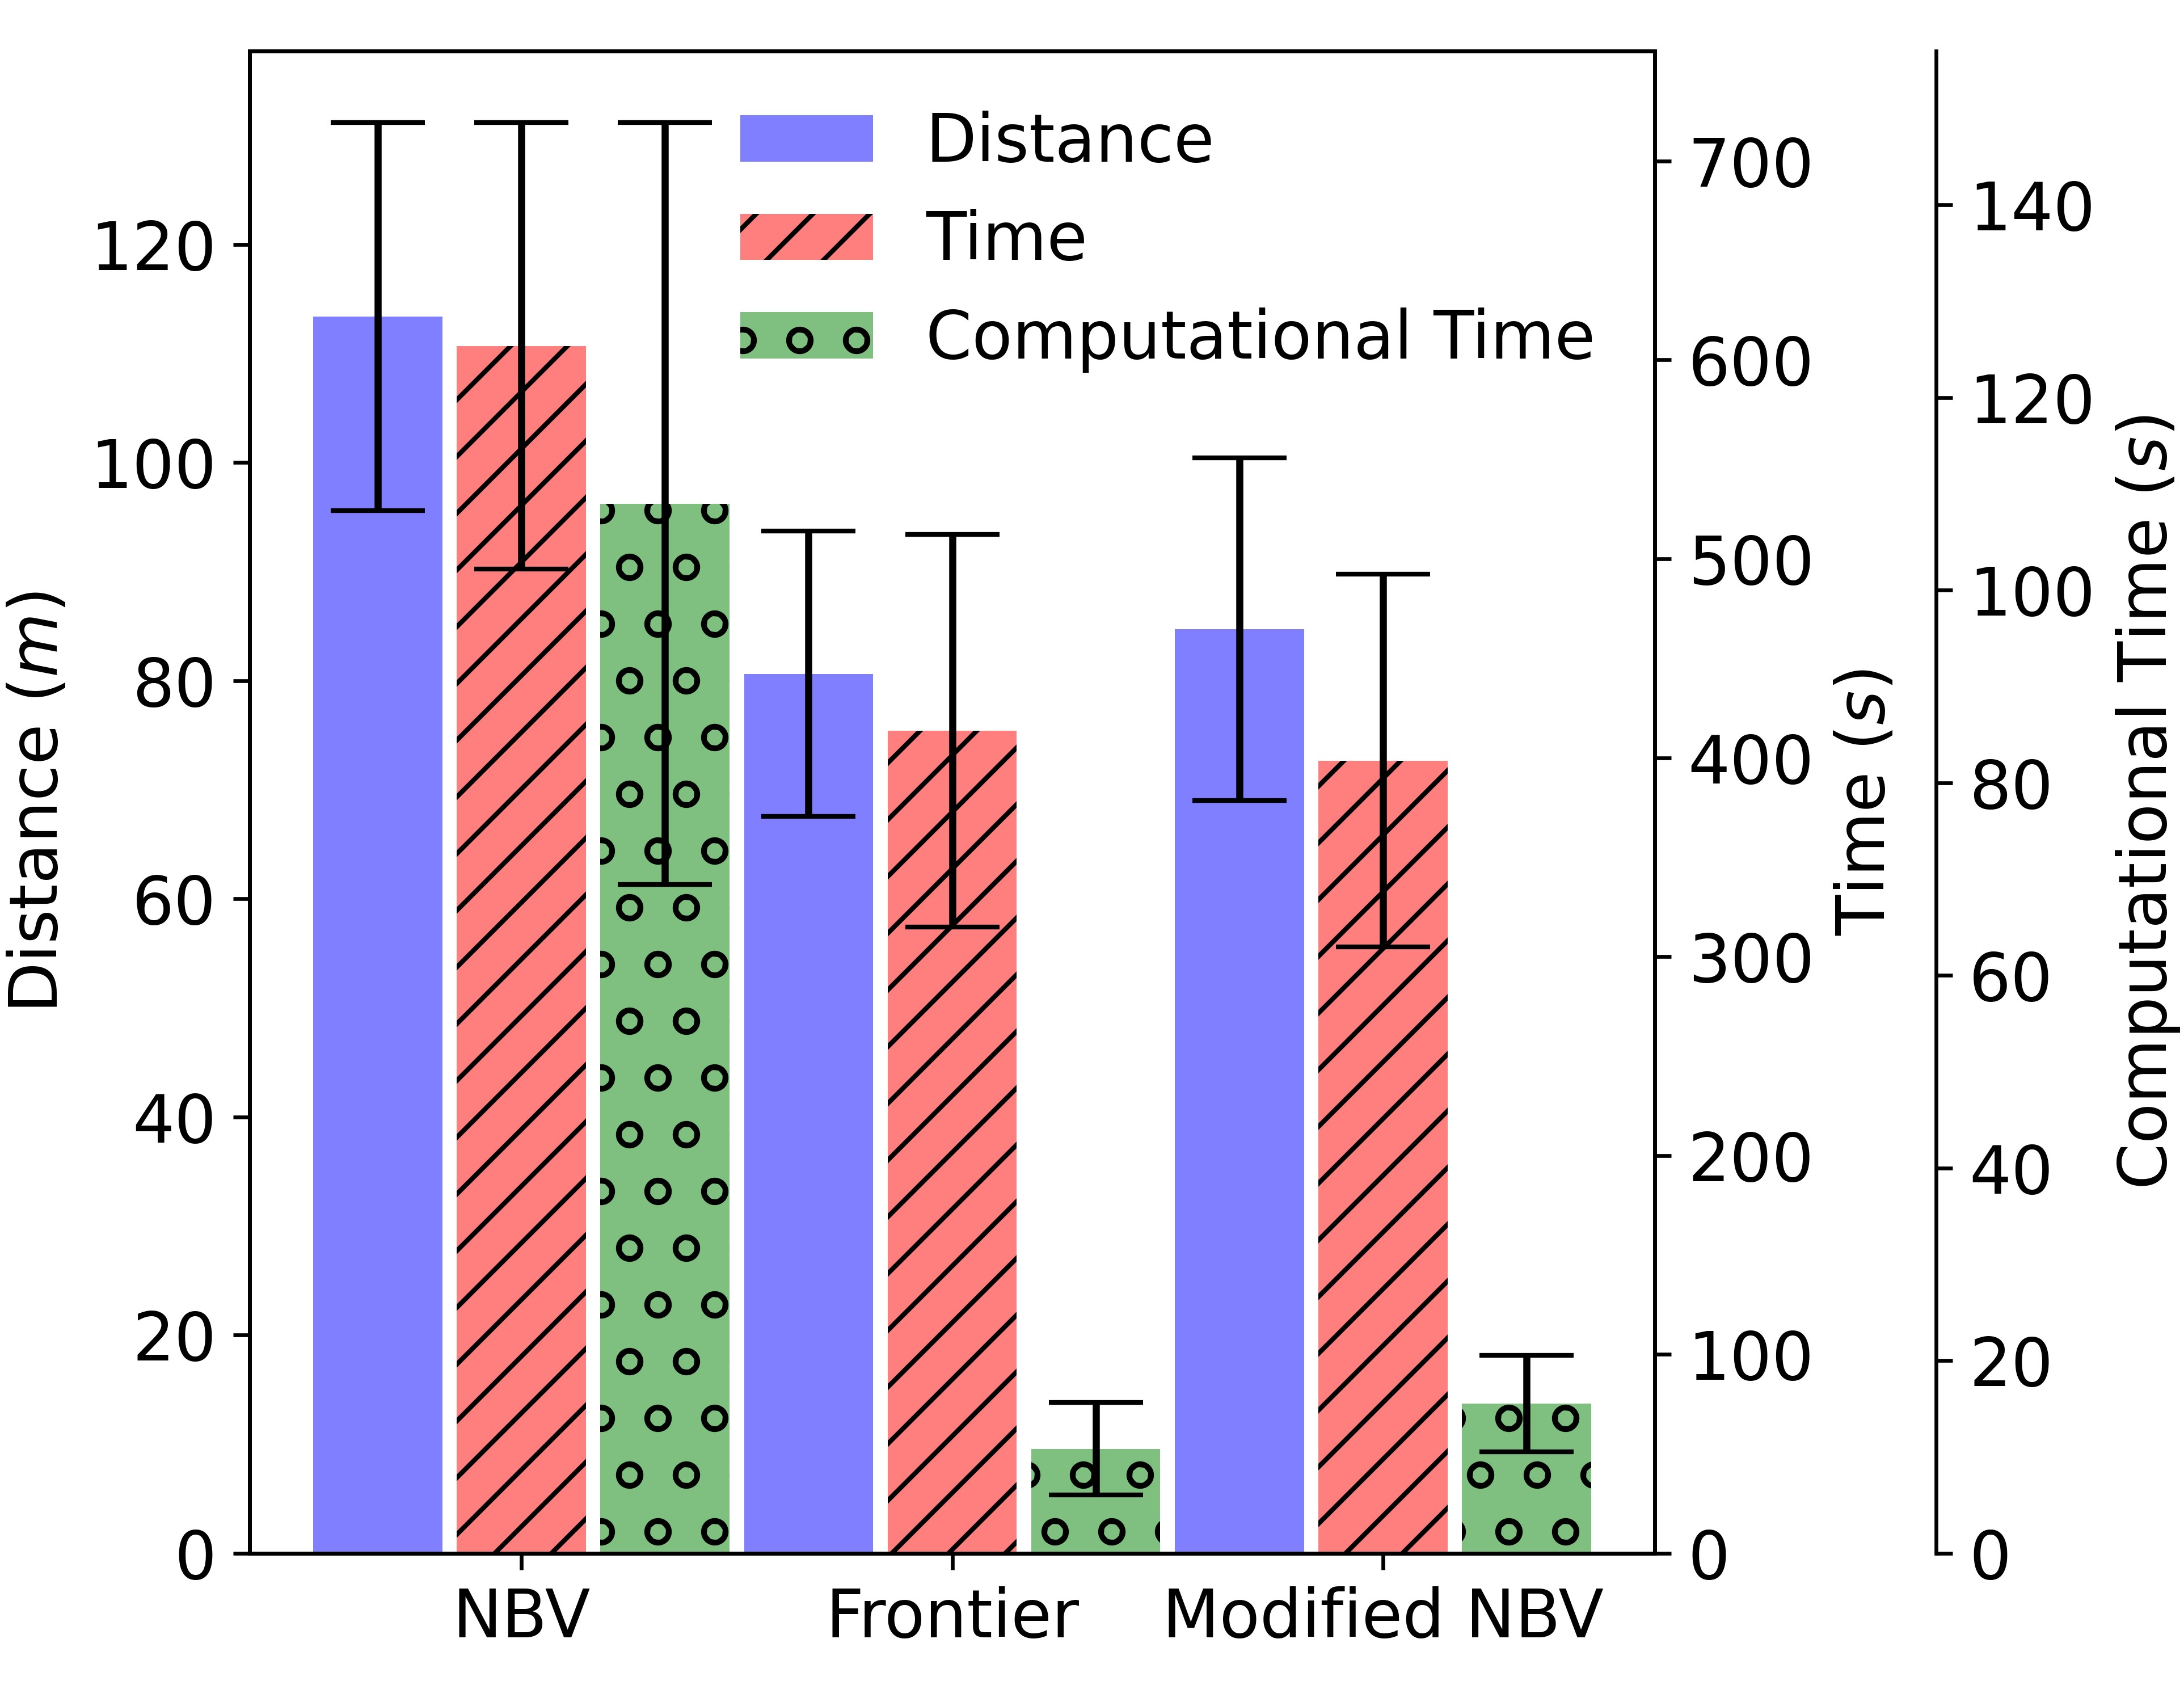 Distance (m)
120
100
80
60
40
20
0
Distance
Time
Computational Time
NBV
Frontier
Modified NBV
700
600
500
400
300
200
100
0
Time (s)
140
120
100
80
60
40
20
0
Computational Time (s)